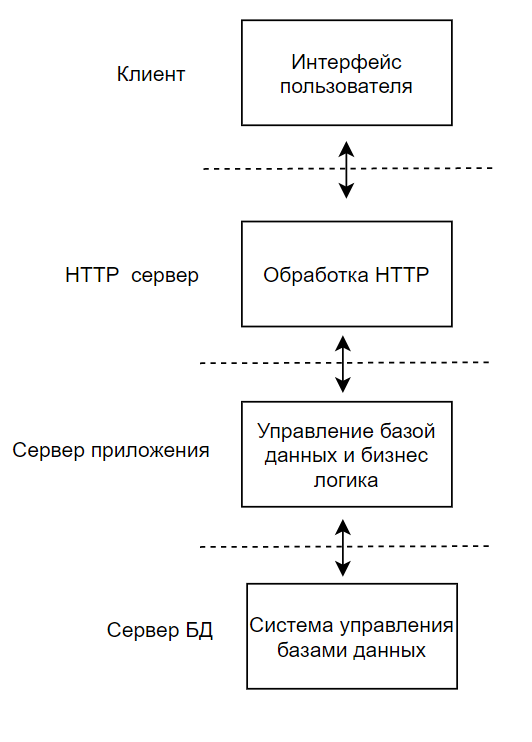 Клиент
Интерфейс
пользователя
HTTP сервер
Обработка HTTP
Сервер приложения
Управление базой
данных и бизнес
логика
Сервер БД
Система управления
базами данных